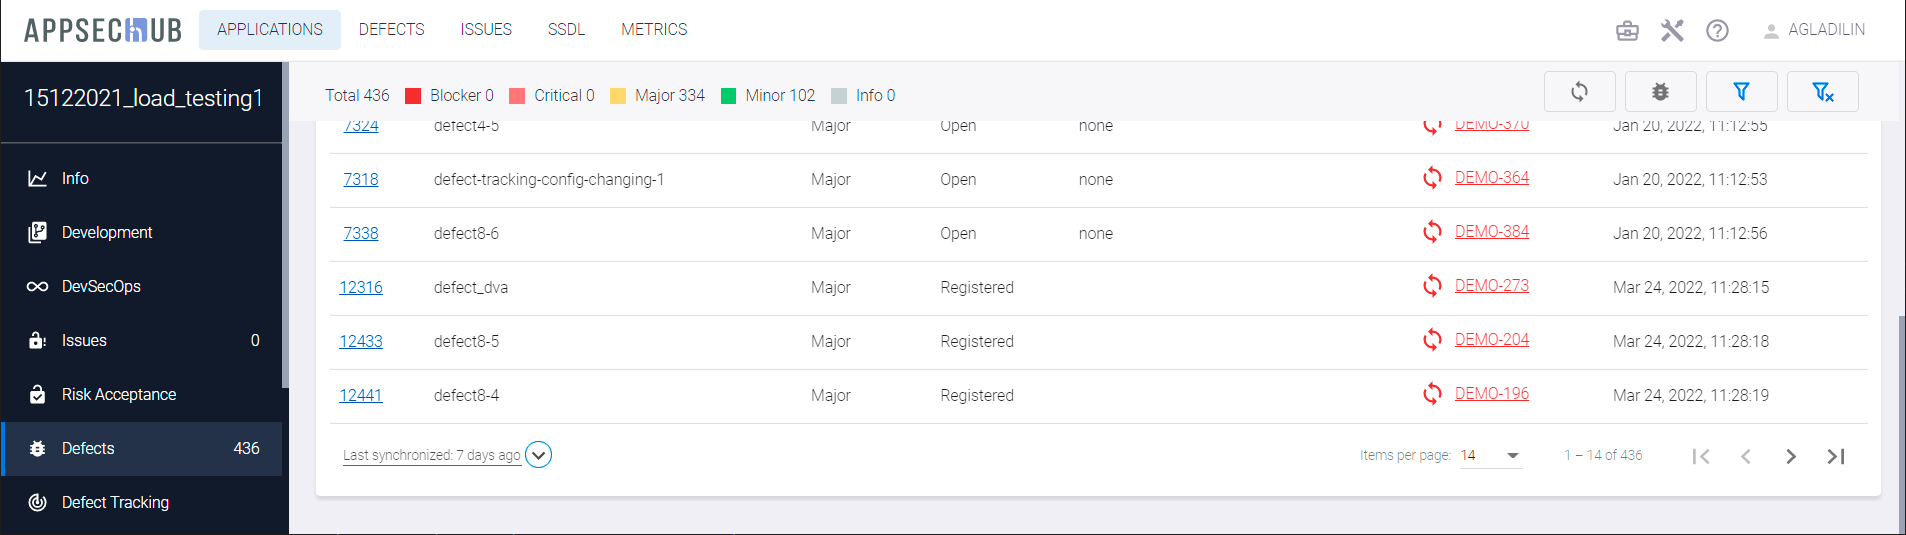 APPSECHUB APPLICATIONS DEFECTS ISSUES SSDL METRICS AGLADILIN
15122021_load_testing1
Total 436 Blocker 0 Critical 0 Major 334 Minor 102 Info 0
7324 defect4-5 Major Open none DEMO-370 Jan 20, 2022, 11:12:55
Info
7318 defect-tracking-config-changing-1 Major Open none DEMO-364 Jan 20, 2022, 11:12:53
Development
7338 defect8-6 Major Open none DEMO-384 Jan 20, 2022, 11:12:56
DevSecOps
12316 defect_dva Major Registered DEMO-273 Mar 24, 2022, 11:28:15
Issues 0
12433 defect8-5 Major Registered DEMO-204 Mar 24, 2022, 11:28:18
Risk Acceptance
12441 defect8-4 Major Registered DEMO-196 Mar 24, 2022, 11:28:19
Defects 436
Last synchronized: 7 days ago Items per page: 14 1 – 14 of 436
Defect Tracking